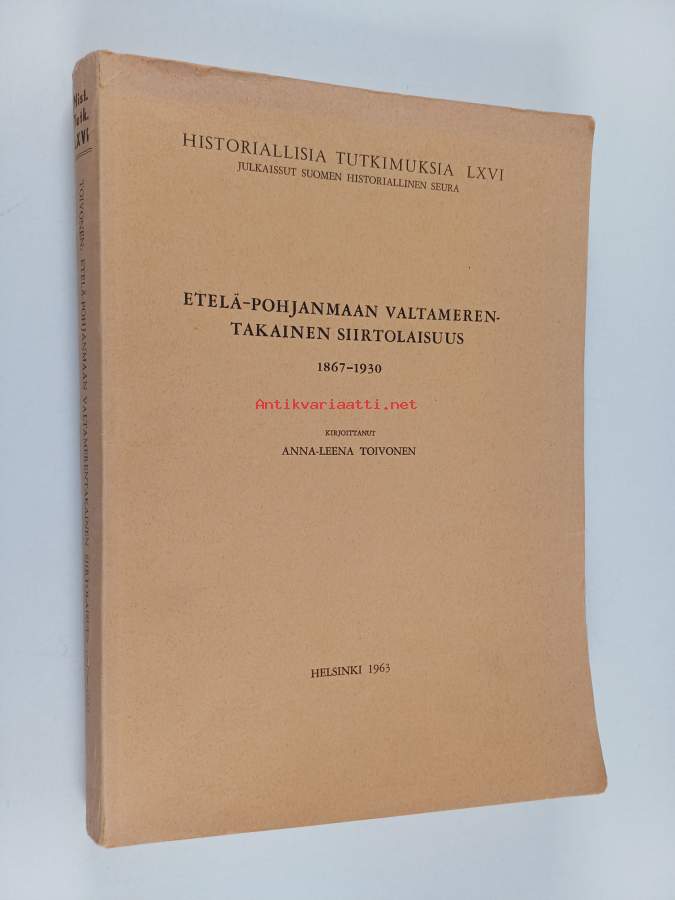 Hist.
Tutk.
LXVI
TOIVONEN, ETELÄ-POHJANMAAN VALTAMERENTAKAINEN SIIRTOLAISUUS
HISTORIALLISIA TUTKIMUKSIA LXVI
JULKAISSUT SUOMEN HISTORIALLINEN SEURA
ETELÄ-POHJANMAAN VALTAMEREN-
TAKAINEN SIIRTOLAISUUS
1867-1930
Antikvariaatti.net
KIRJOITTANUT
ANNA-LEENA TOIVONEN
HELSINKI 1963